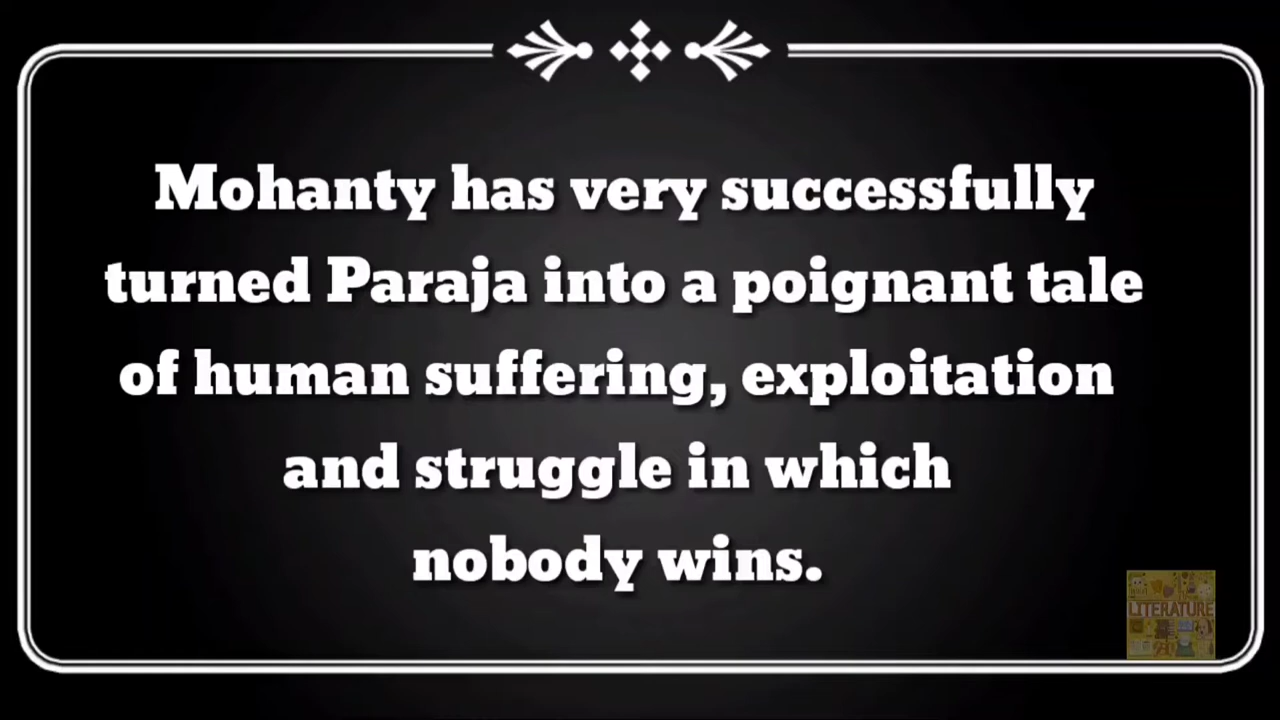 Mohanty has very successfully
turned Paraja into a poignant tale
of human suffering, exploitation
and struggle in which
nobody wins.
LITERATURE